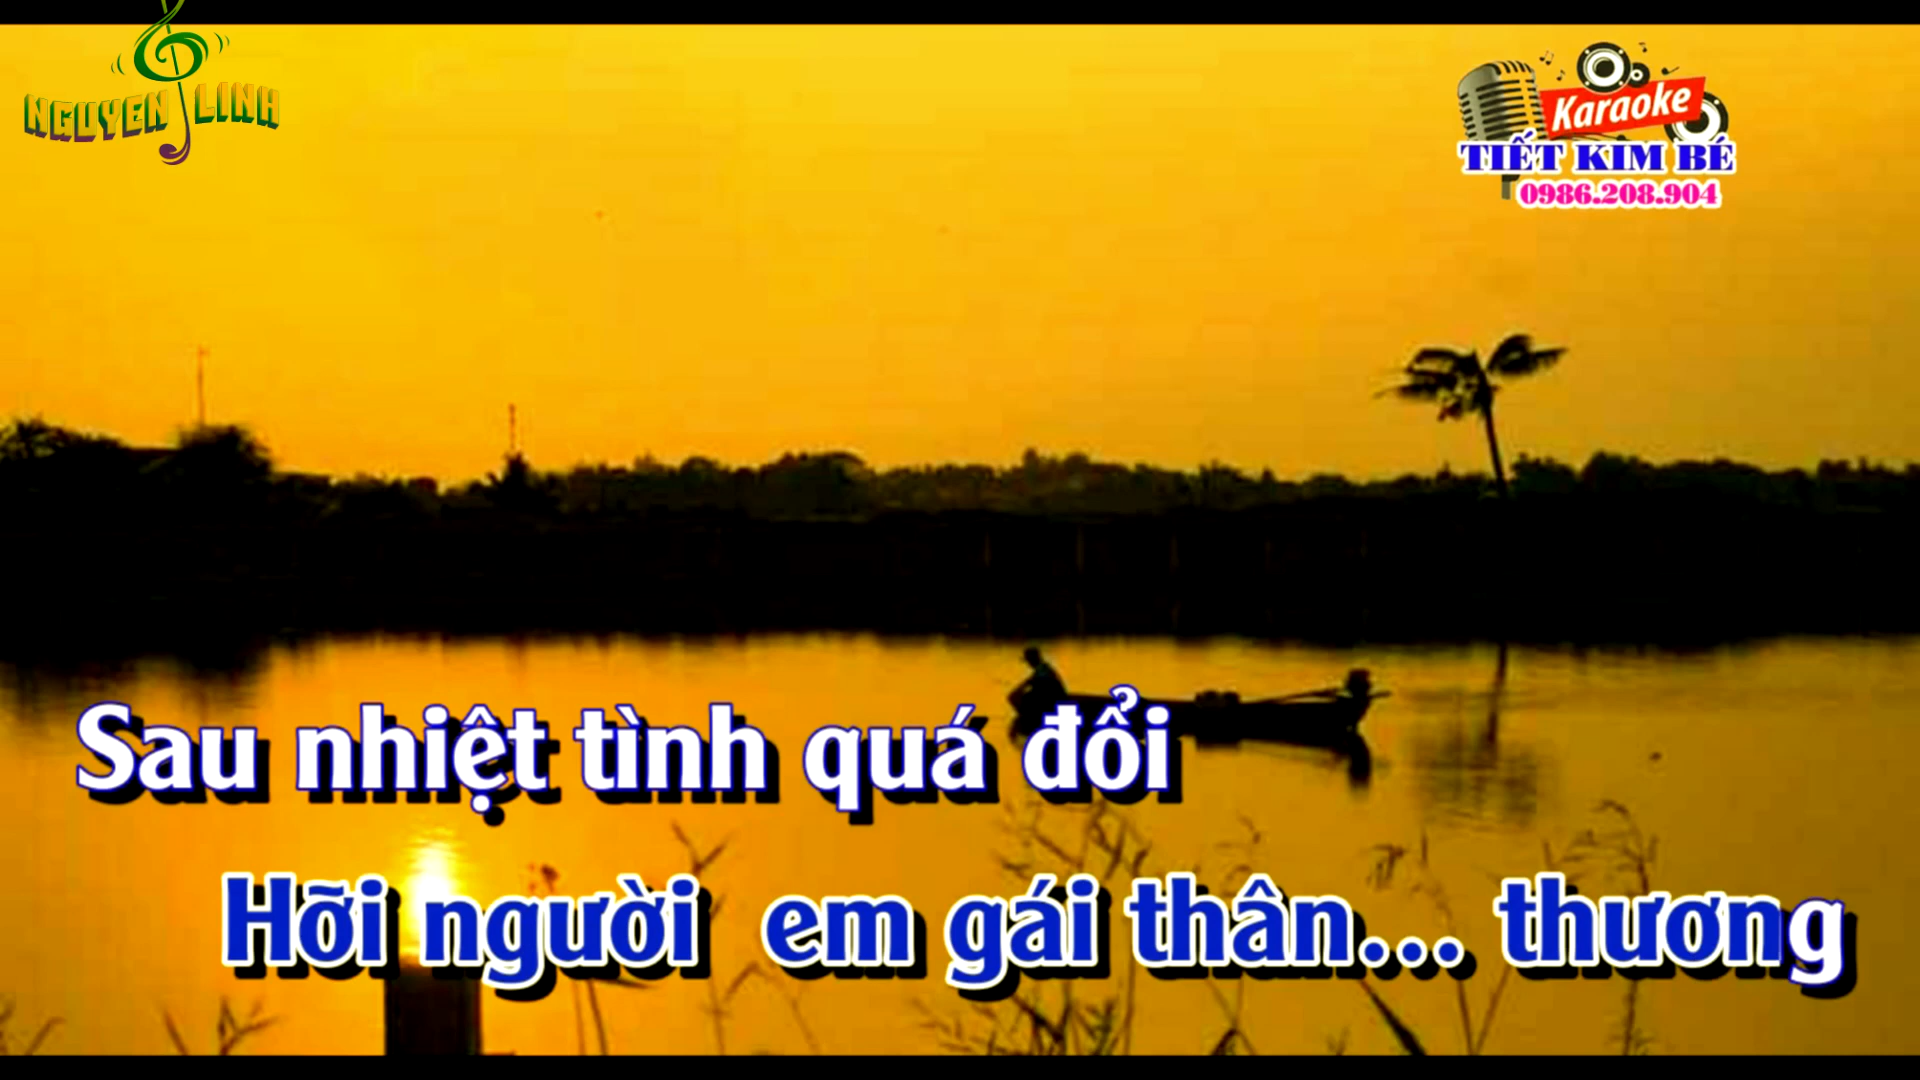 NGUYEN LINH
Karaoke
TIẾT KIM BÉ
0986.208.904
Sau nhiệt tình quá đổi
Hỡi người em gái thân... thương